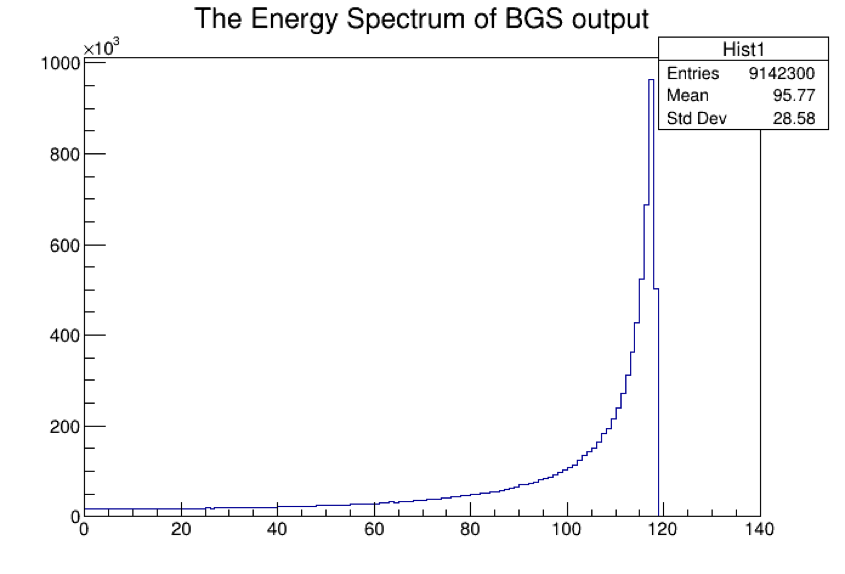 The Energy Spectrum of BGS output
×10³
Hist1
Entries 9142300
Mean 95.77
Std Dev 28.58
1000
800
600
400
200
0
0 20 40 60 80 100 120 140